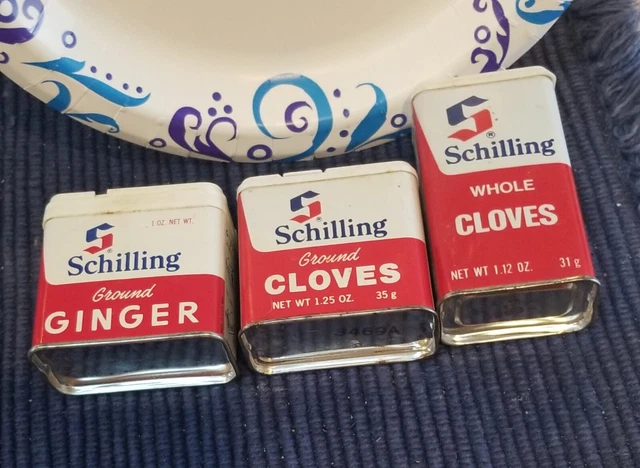 1 OZ. NET WT.
Schilling
Ground
GINGER
Schilling
Ground
CLOVES
NET WT 1.25 OZ. 35 g
Schilling
WHOLE
CLOVES
NET WT 1.12 OZ. 31 g